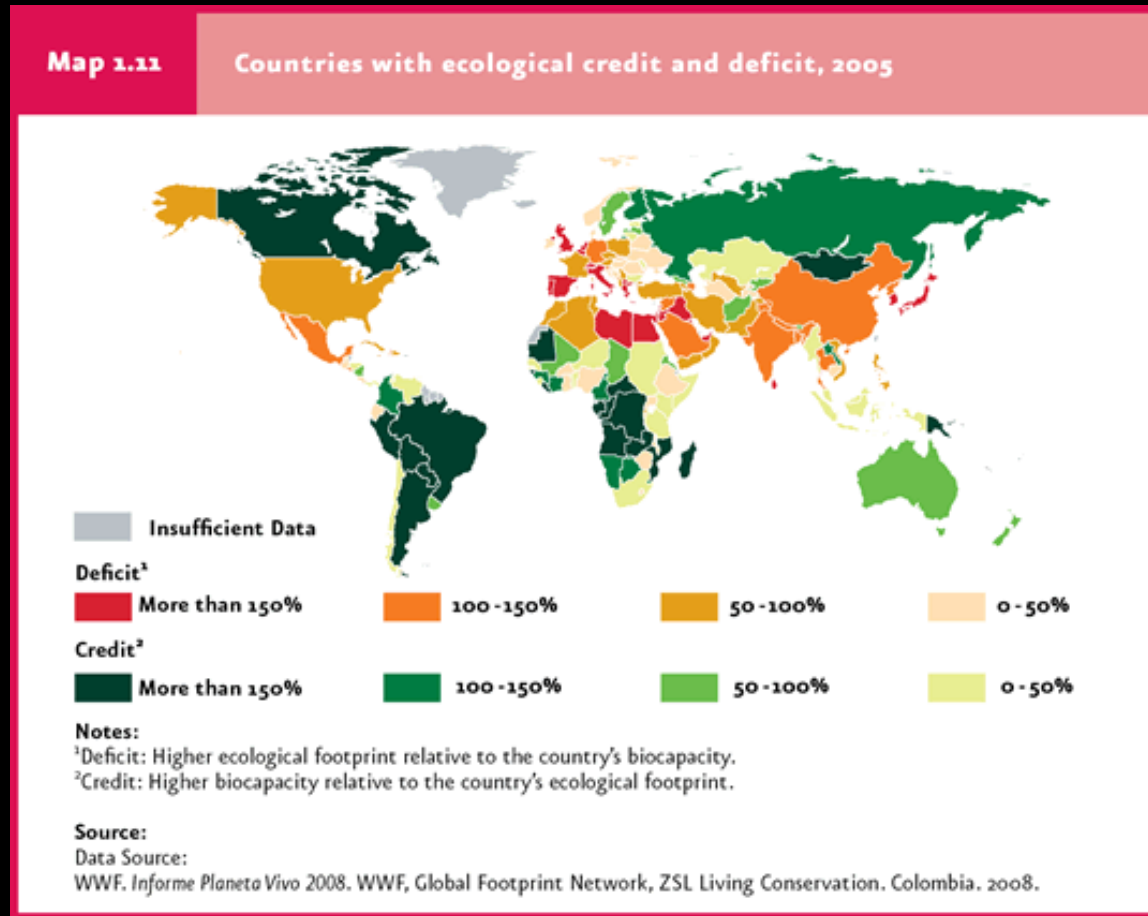 Map 1.11
Countries with ecological credit and deficit, 2005
Insufficient Data
Deficit¹
More than 150%
100 -150%
50 -100%
0 - 50%
Credit²
More than 150%
100 -150%
50 -100%
0 - 50%
Notes:
¹Deficit: Higher ecological footprint relative to the country's biocapacity.
²Credit: Higher biocapacity relative to the country's ecological footprint.
Source:
Data Source:
WWF. Informe Planeta Vivo 2008. WWF, Global Footprint Network, ZSL Living Conservation. Colombia. 2008.